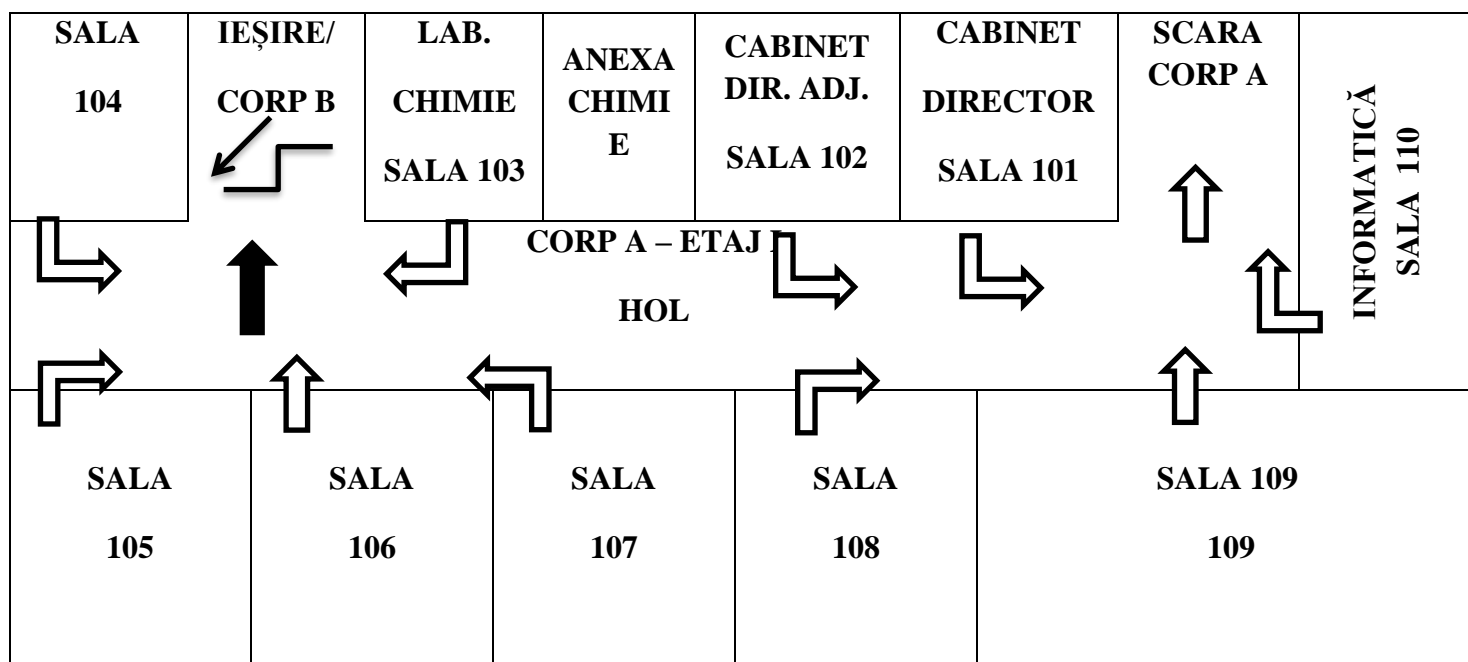 SALA
104
IEȘIRE/
CORP B
LAB.
CHIMIE
SALA 103
ANEXA
CHIMI
E
CABINET
DIR. ADJ.
SALA 102
CABINET
DIRECTOR
SALA 101
SCARA
CORP A
INFORMATICĂ
SALA 110
CORP A – ETAJ I
HOL
SALA
105
SALA
106
SALA
107
SALA
108
SALA 109
109